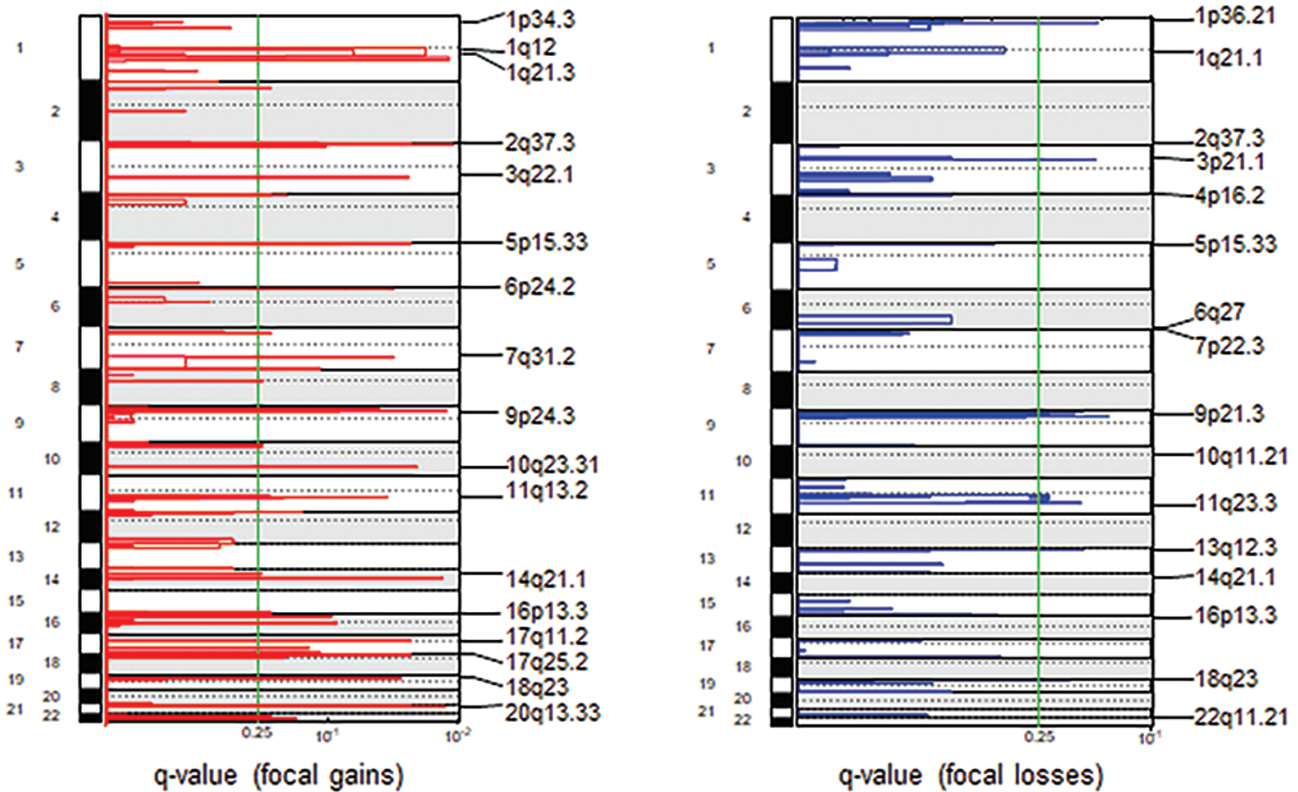 1
2
3
4
5
6
7
8
9
10
11
12
13
14
15
16
17
18
19
20
21
22
1p34.3
1q12
1q21.3
2q37.3
3q22.1
5p15.33
6p24.2
7q31.2
9p24.3
10q23.31
11q13.2
14q21.1
16p13.3
17q11.2
17q25.2
18q23
20q13.33
0.25 10-1 10-2
q-value (focal gains)
1
2
3
4
5
6
7
8
9
10
11
12
13
14
15
16
17
18
19
20
21
22
1p36.21
1q21.1
2q37.3
3p21.1
4p16.2
5p15.33
6q27
7p22.3
9p21.3
10q11.21
11q23.3
13q12.3
14q21.1
16p13.3
18q23
22q11.21
0.25 10-1
q-value (focal losses)